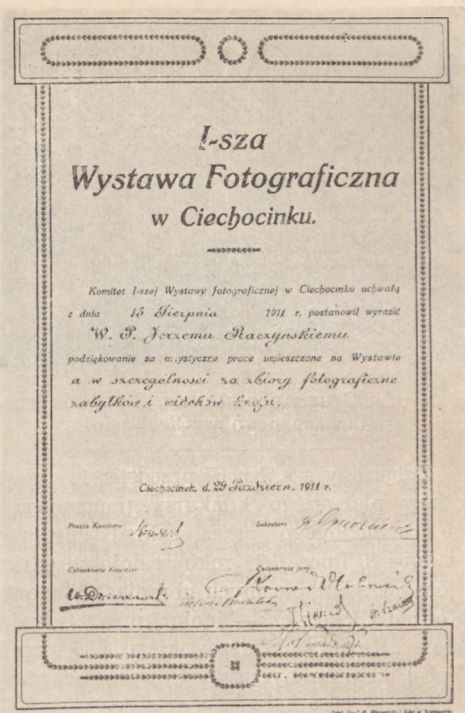 I-sza
Wystawa Fotograficzna
w Ciechocinku.
Komitet I-szej Wystawy fotograficznej w Ciechocinku uchwałą
z dnia 15 Sierpnia 1911 r. postanowił wyrazić
W. P. Jerzemu Raczyńskiemu
podziękowanie za artystyczne prace umieszczone na Wystawie
a w szczególności za zbiory fotograficzne
zabytków i widoków kraju.
Ciechocinek, d. 29 Październ. 1911 r.
Prezes Komitetu
Sekretarz
Członkowie Komitetu
Członkowie jury